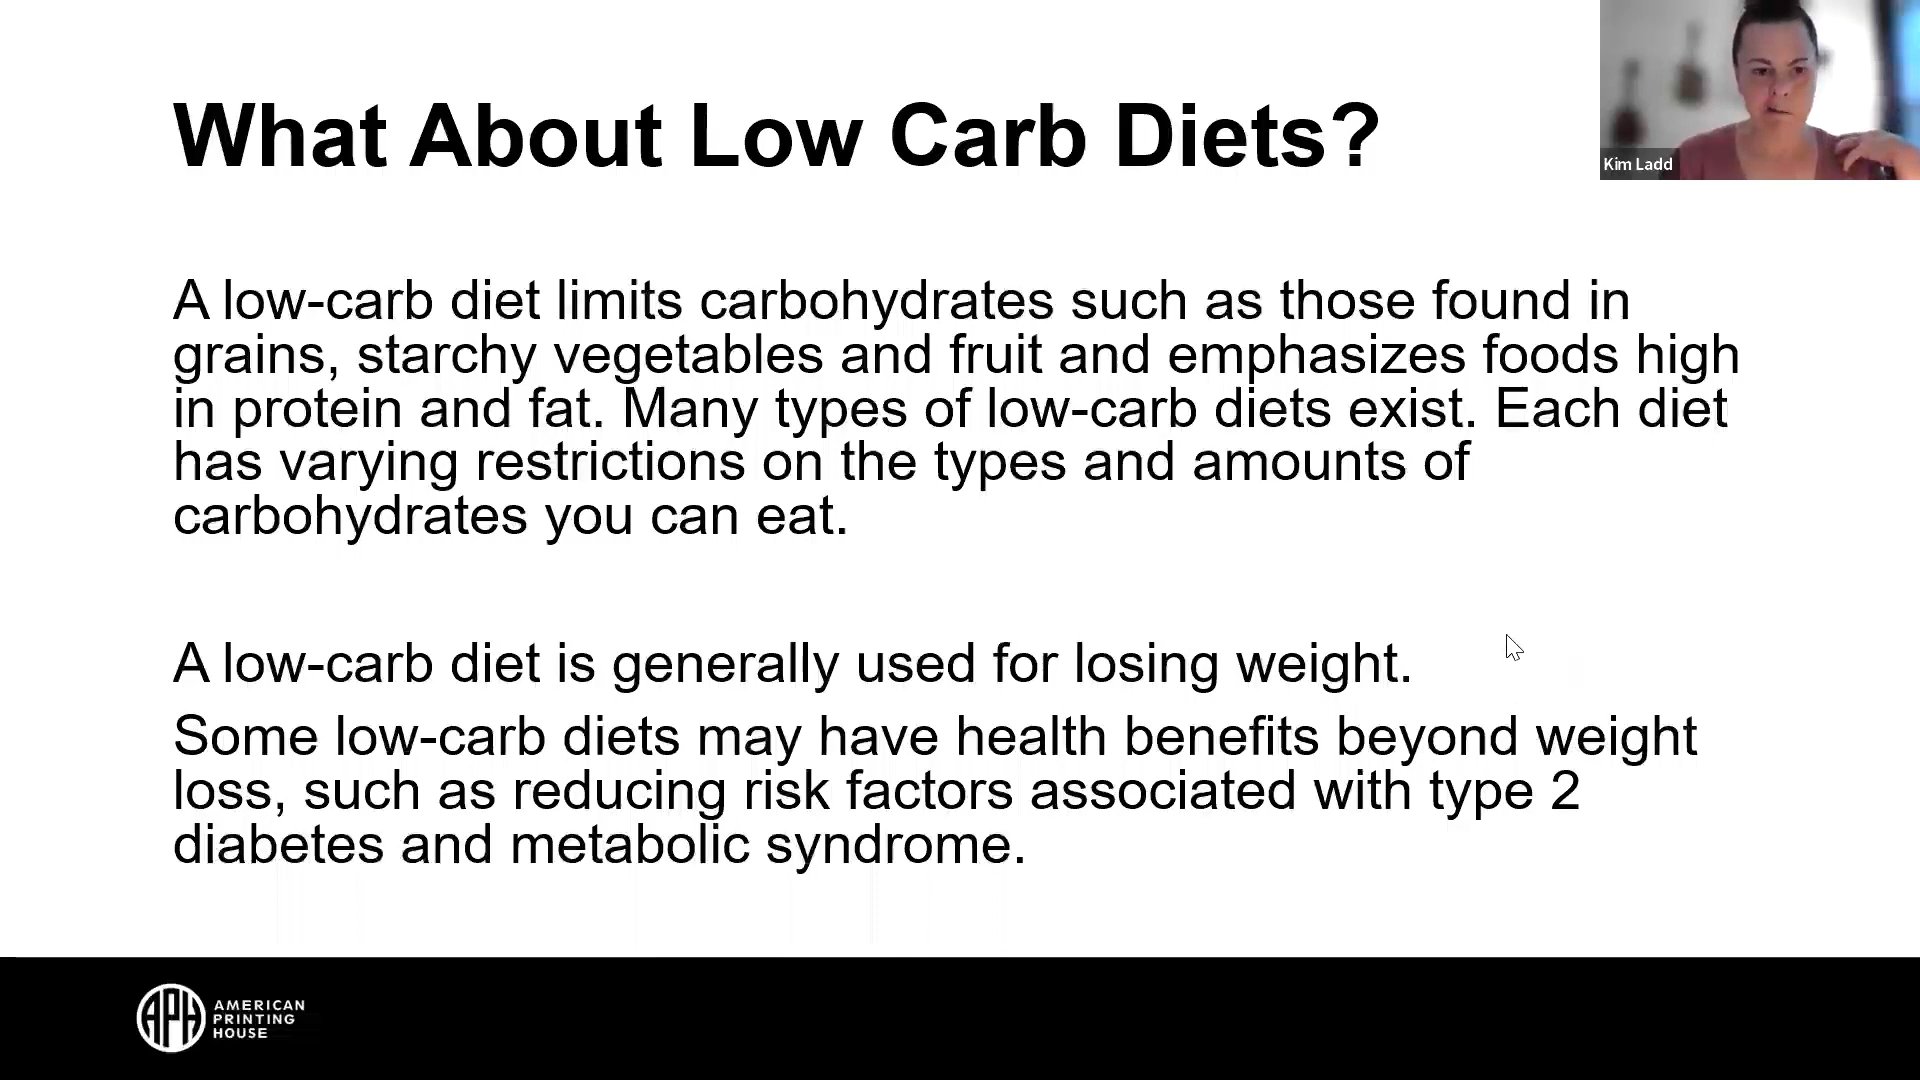 What About Low Carb Diets?
Kim Ladd
A low-carb diet limits carbohydrates such as those found in
grains, starchy vegetables and fruit and emphasizes foods high
in protein and fat. Many types of low-carb diets exist. Each diet
has varying restrictions on the types and amounts of
carbohydrates you can eat.
A low-carb diet is generally used for losing weight.
Some low-carb diets may have health benefits beyond weight
loss, such as reducing risk factors associated with type 2
diabetes and metabolic syndrome.
APH
AMERICAN
PRINTING
HOUSE